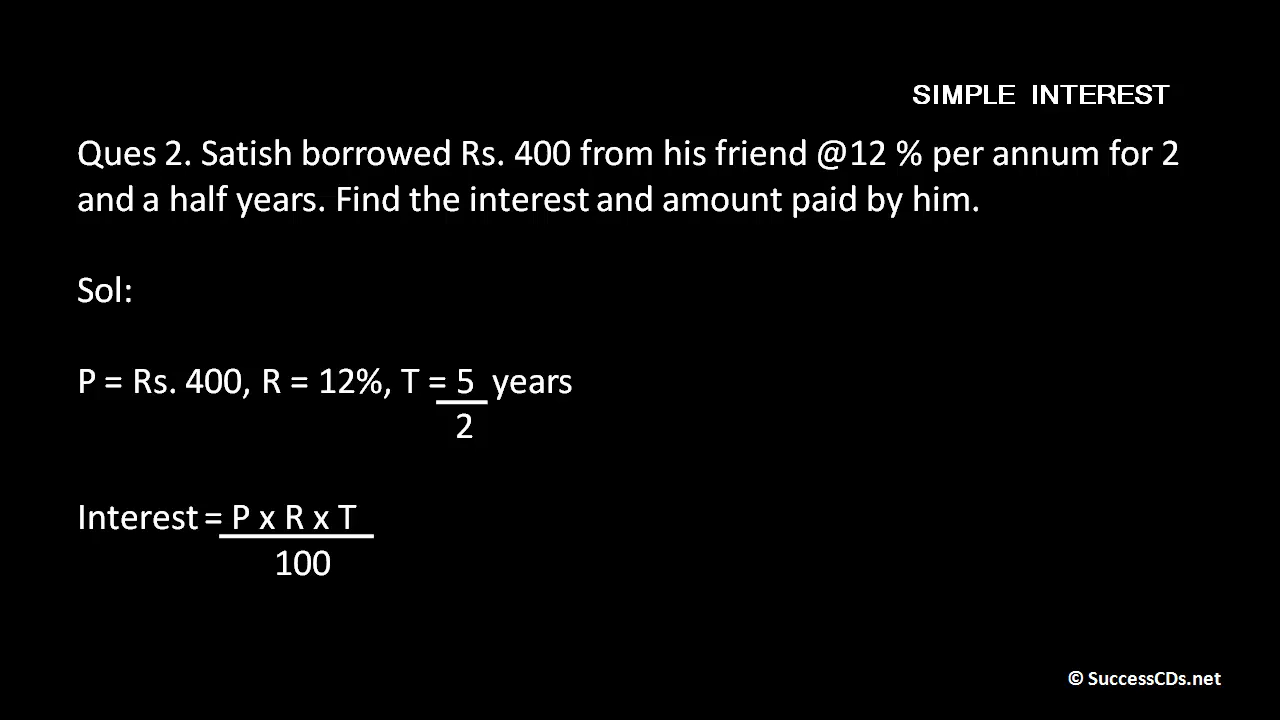 SIMPLE INTEREST
Ques 2. Satish borrowed Rs. 400 from his friend @12 % per annum for 2
and a half years. Find the interest and amount paid by him.
Sol:
P = Rs. 400, R = 12%, T = 5 years
2
Interest = P x R x T
100
© SuccessCDs.net